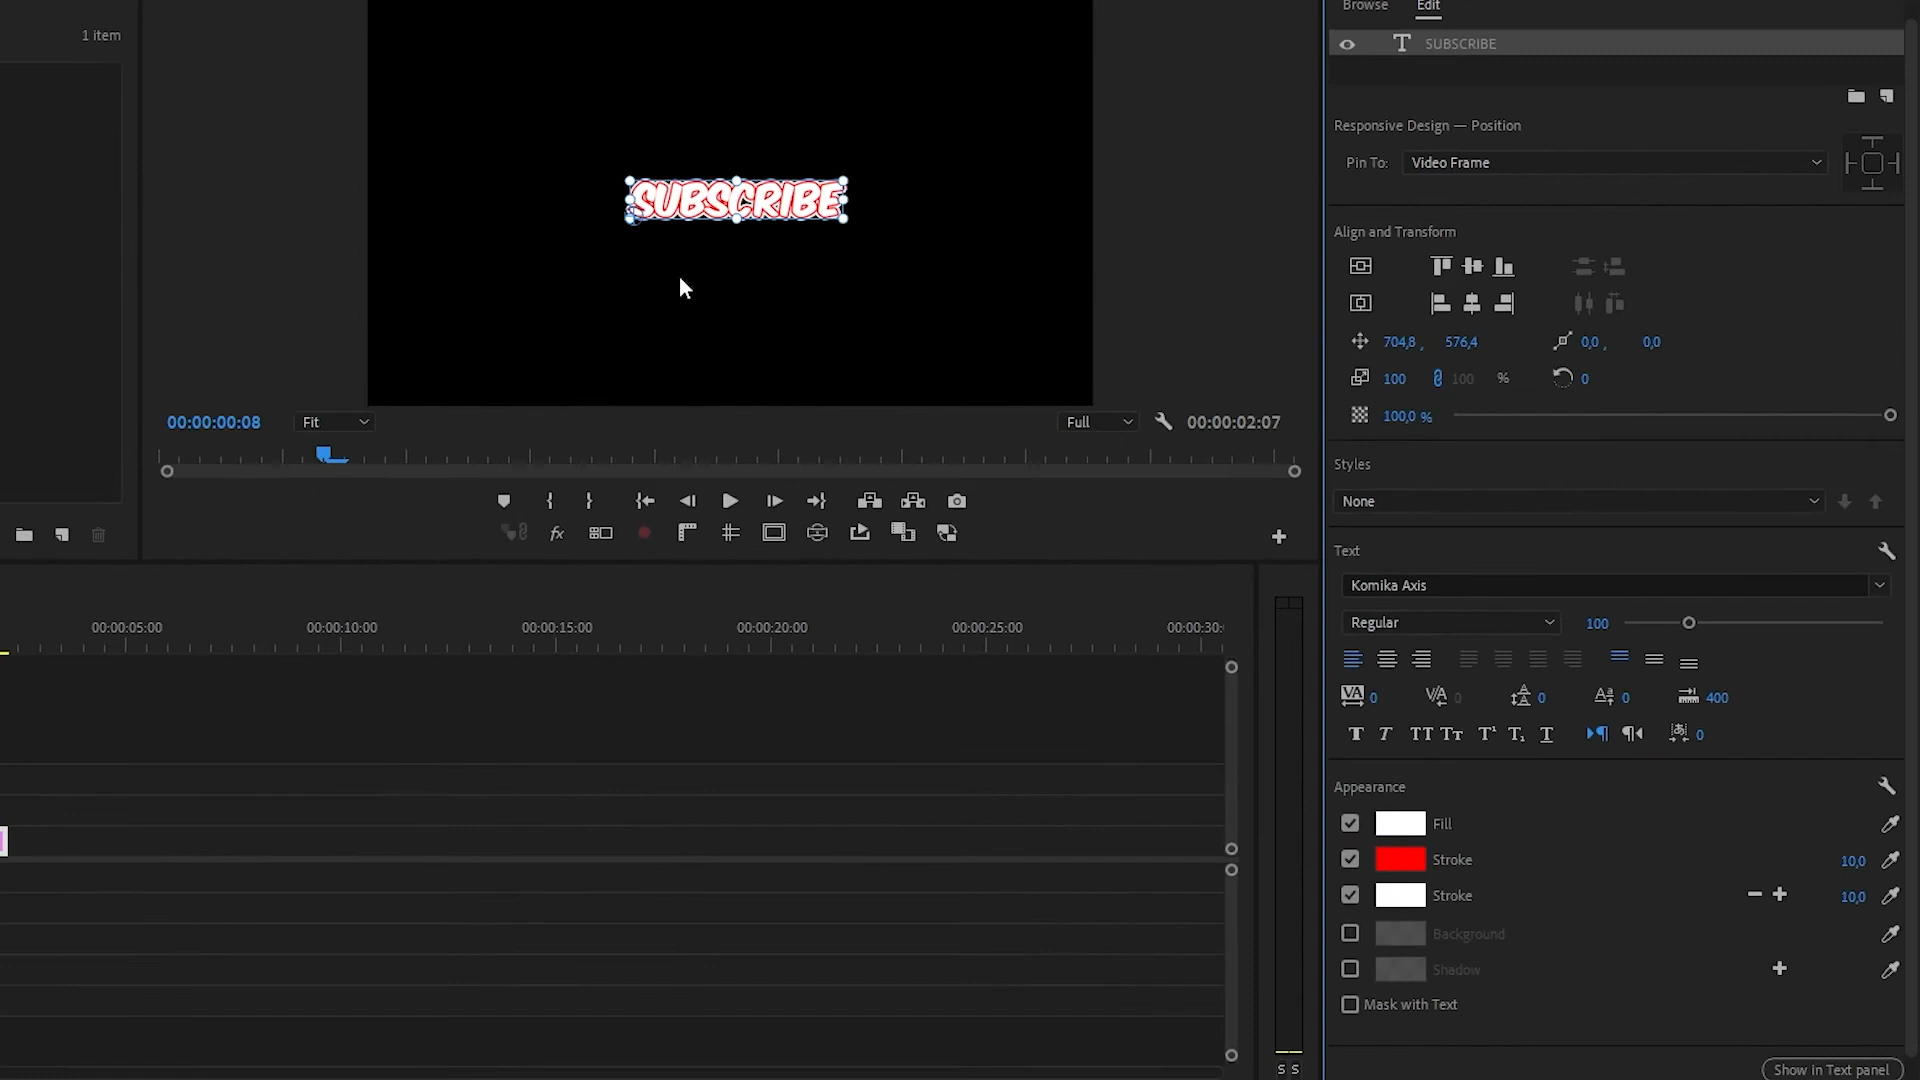 1 item
Browse Edit
SUBSCRIBE
Responsive Design — Position
Pin To: Video Frame
SUBSCRIBE
Align and Transform
704,8 , 576,4 0,0 , 0,0
100 100 % 0
100,0 %
00:00:00:08 Fit Full 00:00:02:07
Styles
None
fx
Text
Komika Axis
Regular 100
00:00:05:00 00:00:10:00 00:00:15:00 00:00:20:00 00:00:25:00 00:00:30:
0 0 0 0 400
0
Appearance
Fill
Stroke 10,0
Stroke 10,0
Background
Shadow
Mask with Text
S S
Show in Text panel